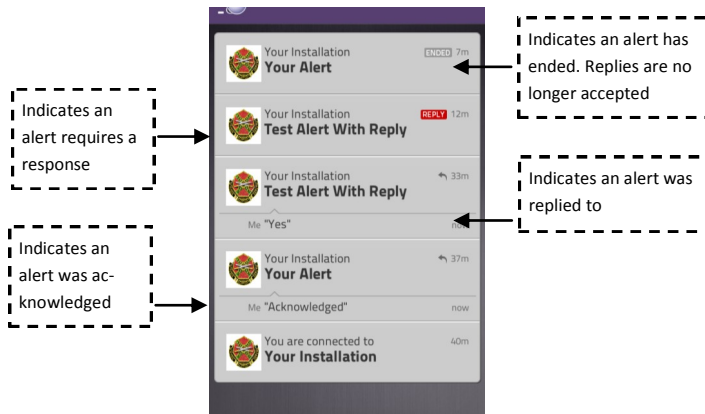 Your Installation
ENDED 7m
Your Alert
Your Installation
REPLY 12m
Test Alert With Reply
Your Installation
33m
Test Alert With Reply
Me "Yes"
now
Your Installation
37m
Your Alert
Me "Acknowledged"
now
You are connected to
40m
Your Installation
Indicates an
alert requires a
response
Indicates an
alert was ac-
knowledged
Indicates an alert has
ended. Replies are no
longer accepted
Indicates an alert was
replied to